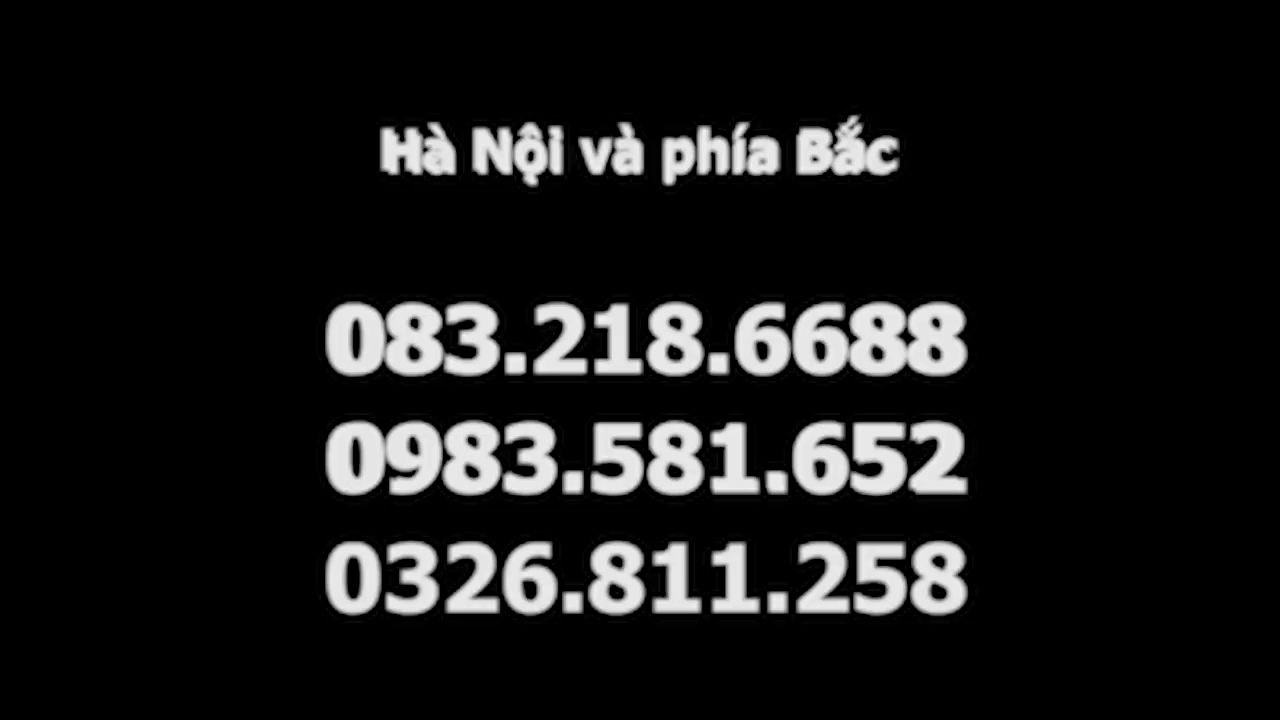 Hà Nội và phía Bắc
083.218.6688
0983.581.652
0326.811.258